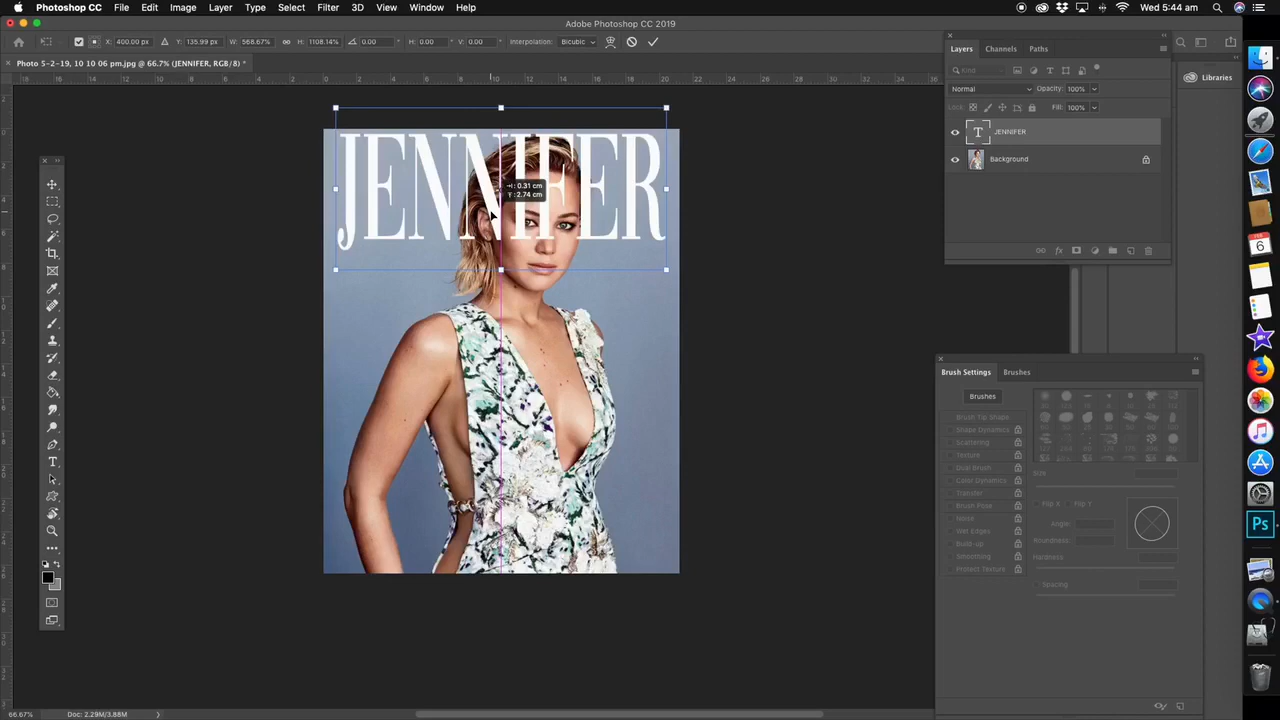 Photoshop CC File Edit Image Layer Type Select Filter 3D View Window Help Wed 5:44 am
Adobe Photoshop CC 2019
X: 400.00 px Y: 135.99 px W: 568.67% H: 1108.14% 0.00 H: 0.00 V: 0.00 Interpolation: Bicubic
Photo 5-2-19, 10 10 06 pm.jpg @ 66.7% (JENNIFER, RGB/8) *
Layers Channels Paths
Kind
Normal Opacity: 100%
Lock: Fill: 100%
JENNIFER
Background
Libraries
JENNIFER
H: 0.31 cm
Y: 2.74 cm
Brush Settings Brushes
Brushes
Brush Tip Shape
Shape Dynamics
Scattering
Texture
Dual Brush
Color Dynamics
Transfer
Brush Pose
Noise
Wet Edges
Build-up
Smoothing
Protect Texture
Size
Flip X Flip Y
Angle:
Roundness:
Hardness
Spacing
66.67% Doc: 2.29M/3.88M